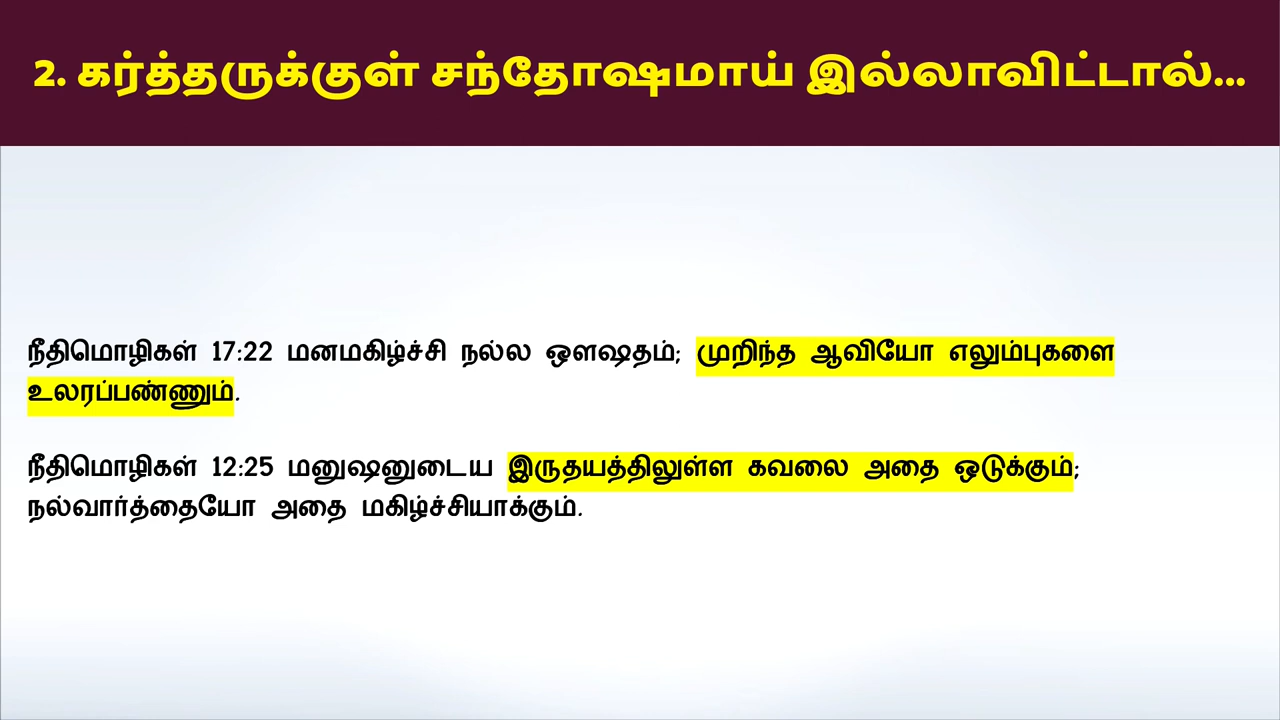 2. கர்த்தருக்குள் சந்தோஷமாய் இல்லாவிட்டால்...
நீதிமொழிகள் 17:22 மனமகிழ்ச்சி நல்ல ஔஷதம்; முறிந்த ஆவியோ எலும்புகளை
உலரப்பண்ணும்.
நீதிமொழிகள் 12:25 மனுஷனுடைய இருதயத்திலுள்ள கவலை அதை ஒடுக்கும்;
நல்வார்த்தையோ அதை மகிழ்ச்சியாக்கும்.